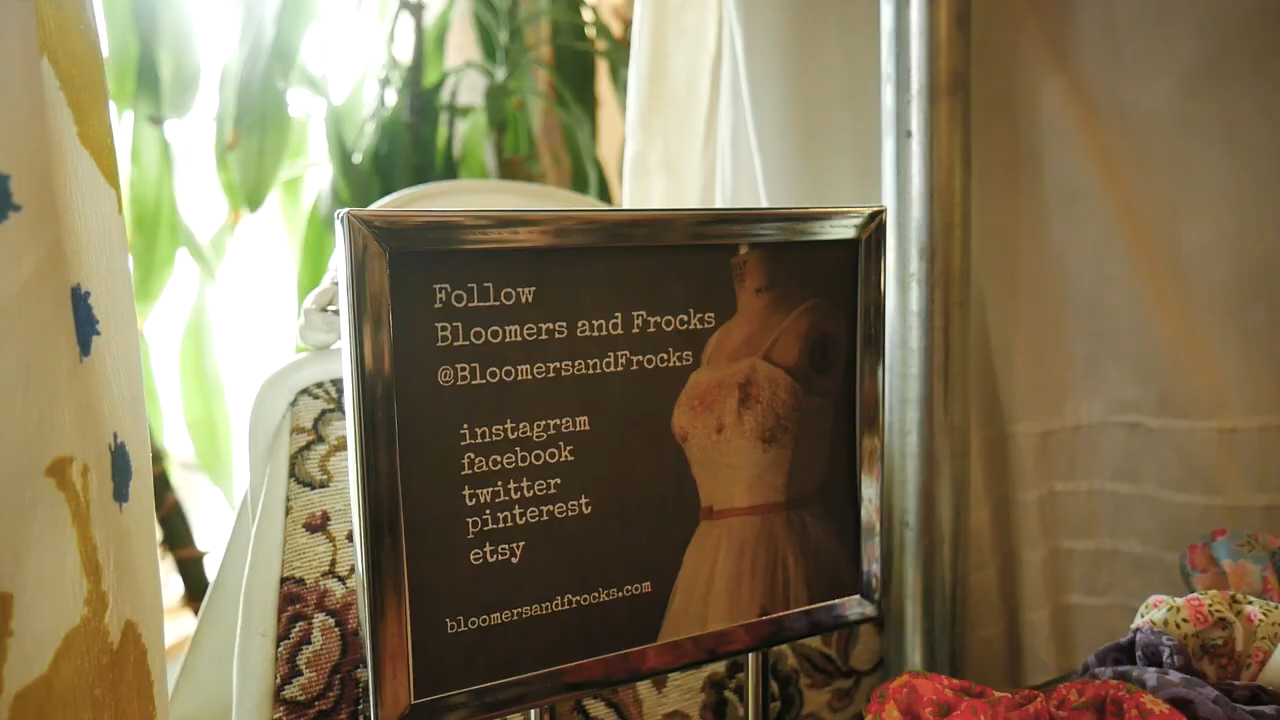 Follow
Bloomers and Frocks
@BloomersandFrocks
instagram
facebook
twitter
pinterest
etsy
bloomersandfrocks.com